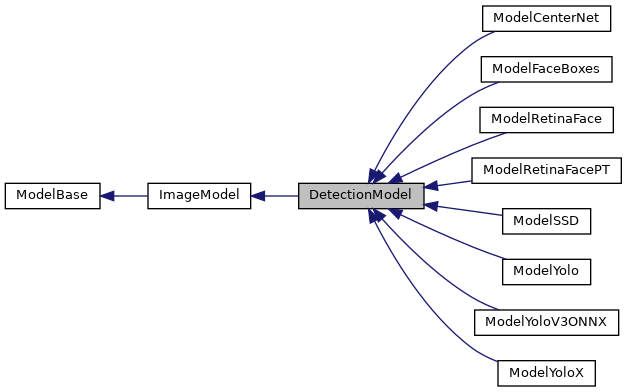 ModelCenterNet
ModelFaceBoxes
ModelRetinaFace
ModelRetinaFacePT
ModelBase
ImageModel
DetectionModel
ModelSSD
ModelYolo
ModelYoloV3ONNX
ModelYoloX